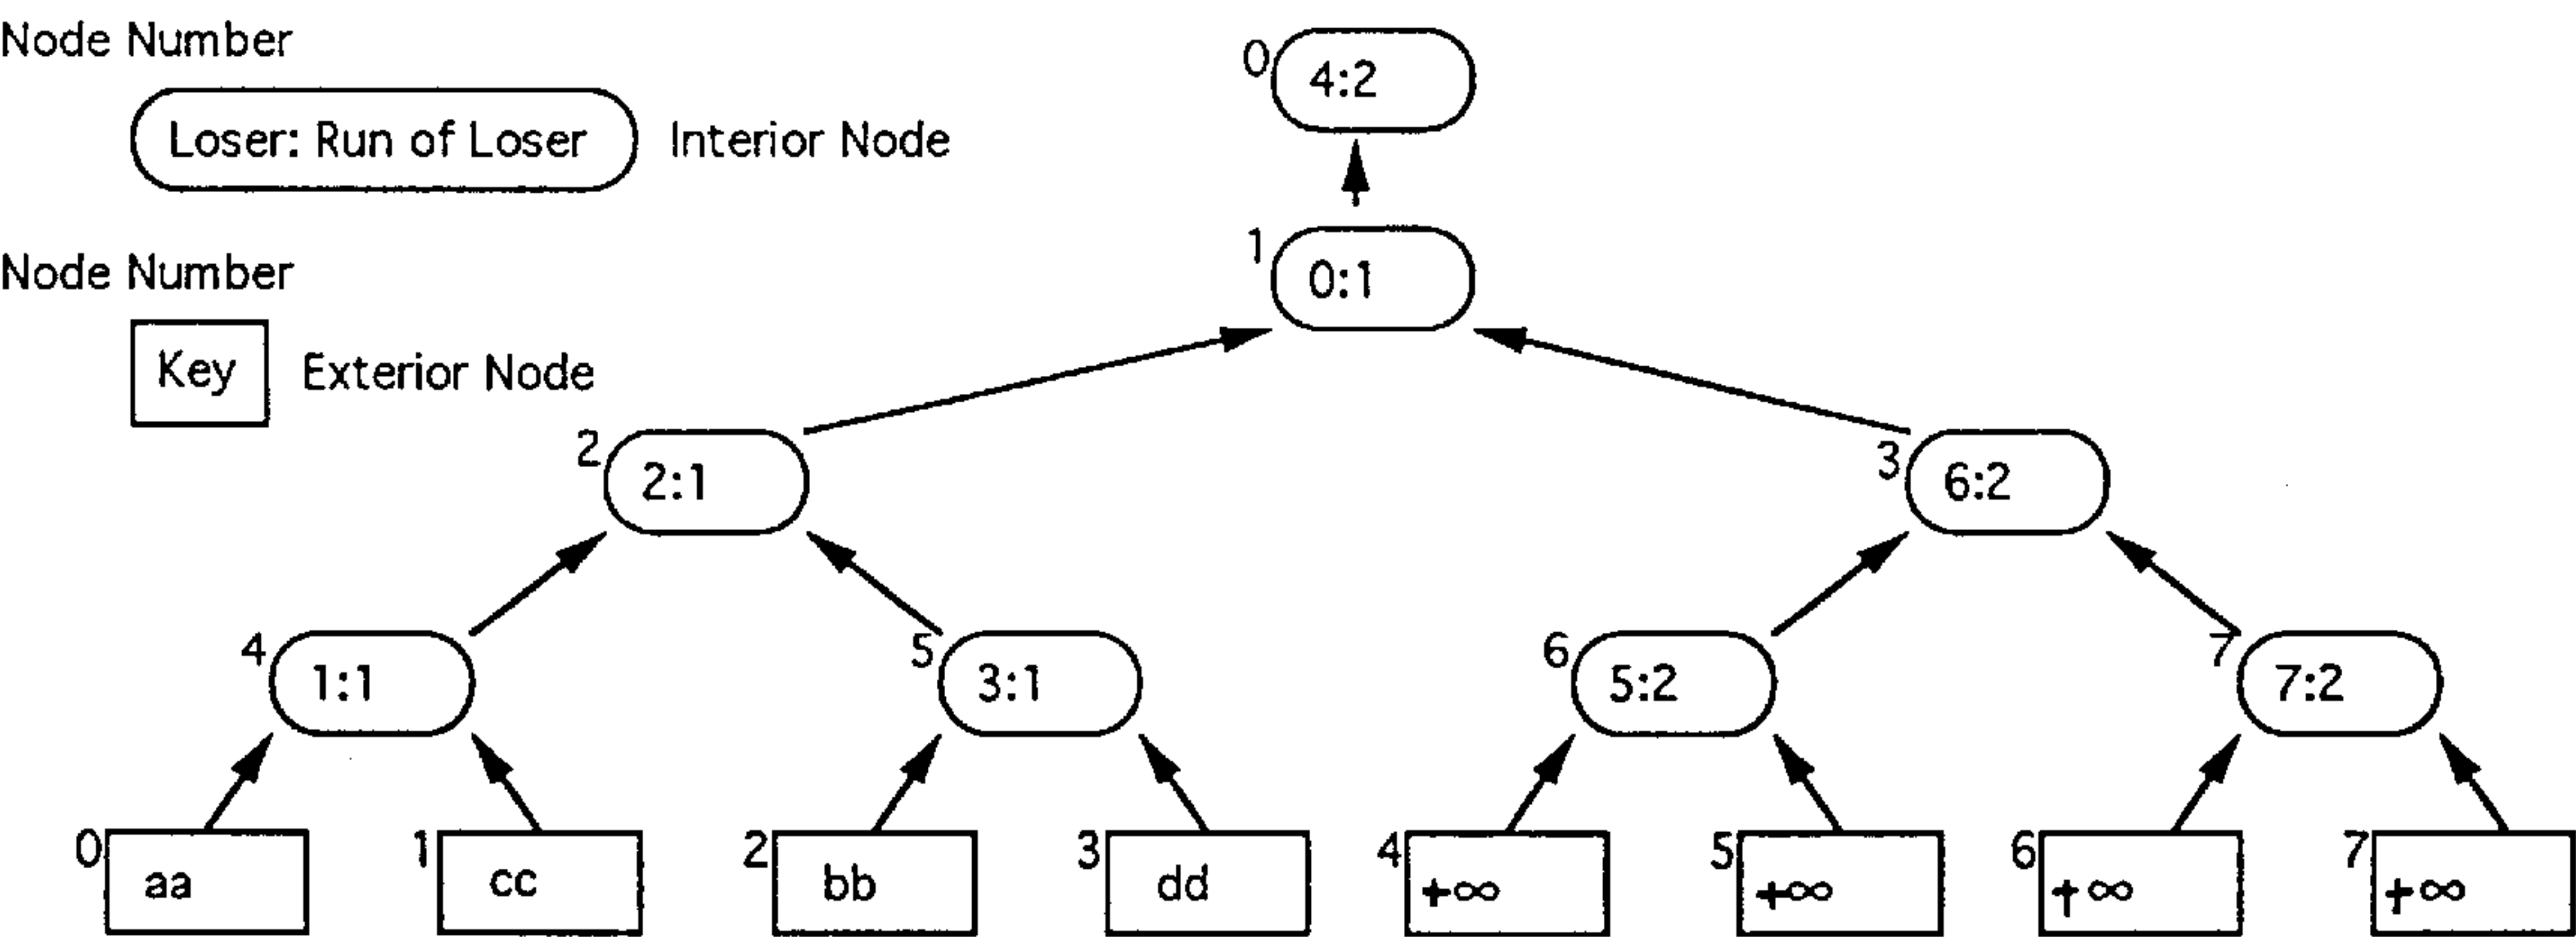 Node Number
Loser: Run of Loser Interior Node
Node Number
Key Exterior Node
0 4:2
1 0:1
2 2:1
3 6:2
4 1:1
5 3:1
6 5:2
7 7:2
0 aa
1 cc
2 bb
3 dd
4 +∞
5 +∞
6 +∞
7 +∞